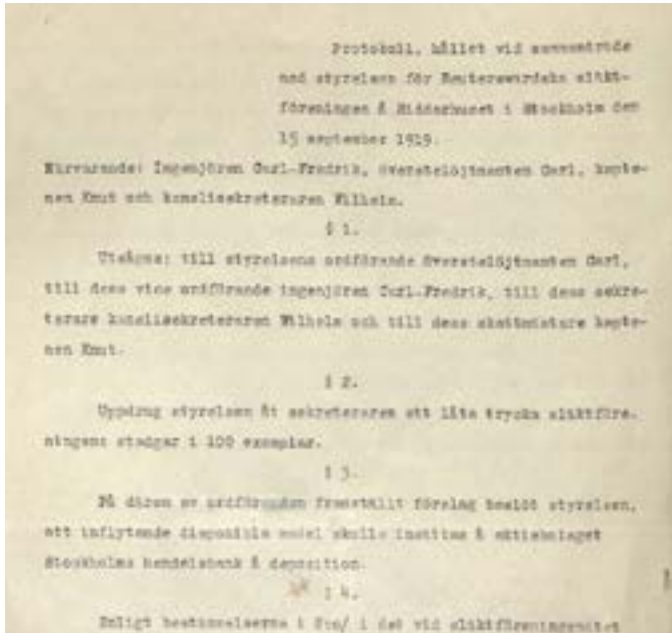 Protokoll, hållet vid sammanträde
med styrelsen för Reuterswärdska släkt-
föreningen å Riddarhuset i Stockholm den
15 september 1919.
Närvarande: Ingenjören Carl-Fredrik, överstelöjtnanten Carl, kapte-
nen Knut och kanslisekreteraren Wilhelm.
§ 1.
Utsågos: till styrelsens ordförande överstelöjtnanten Carl,
till dess vice ordförande ingenjören Carl-Fredrik, till dess sekre-
terare kanslisekreteraren Wilhelm och till dess skattmästare kapte-
nen Knut.
§ 2.
Uppdrog styrelsen åt sekreteraren att låta trycka släktföre-
ningens stadgar i 100 exemplar.
§ 3.
På därom av ordföranden framställt förslag beslöt styrelsen,
att inflytande disponibla medel skulle insättas å aktiebolaget
Stockholms handelsbank å deposition.
§ 4.
Enligt bestämmelserna i det vid